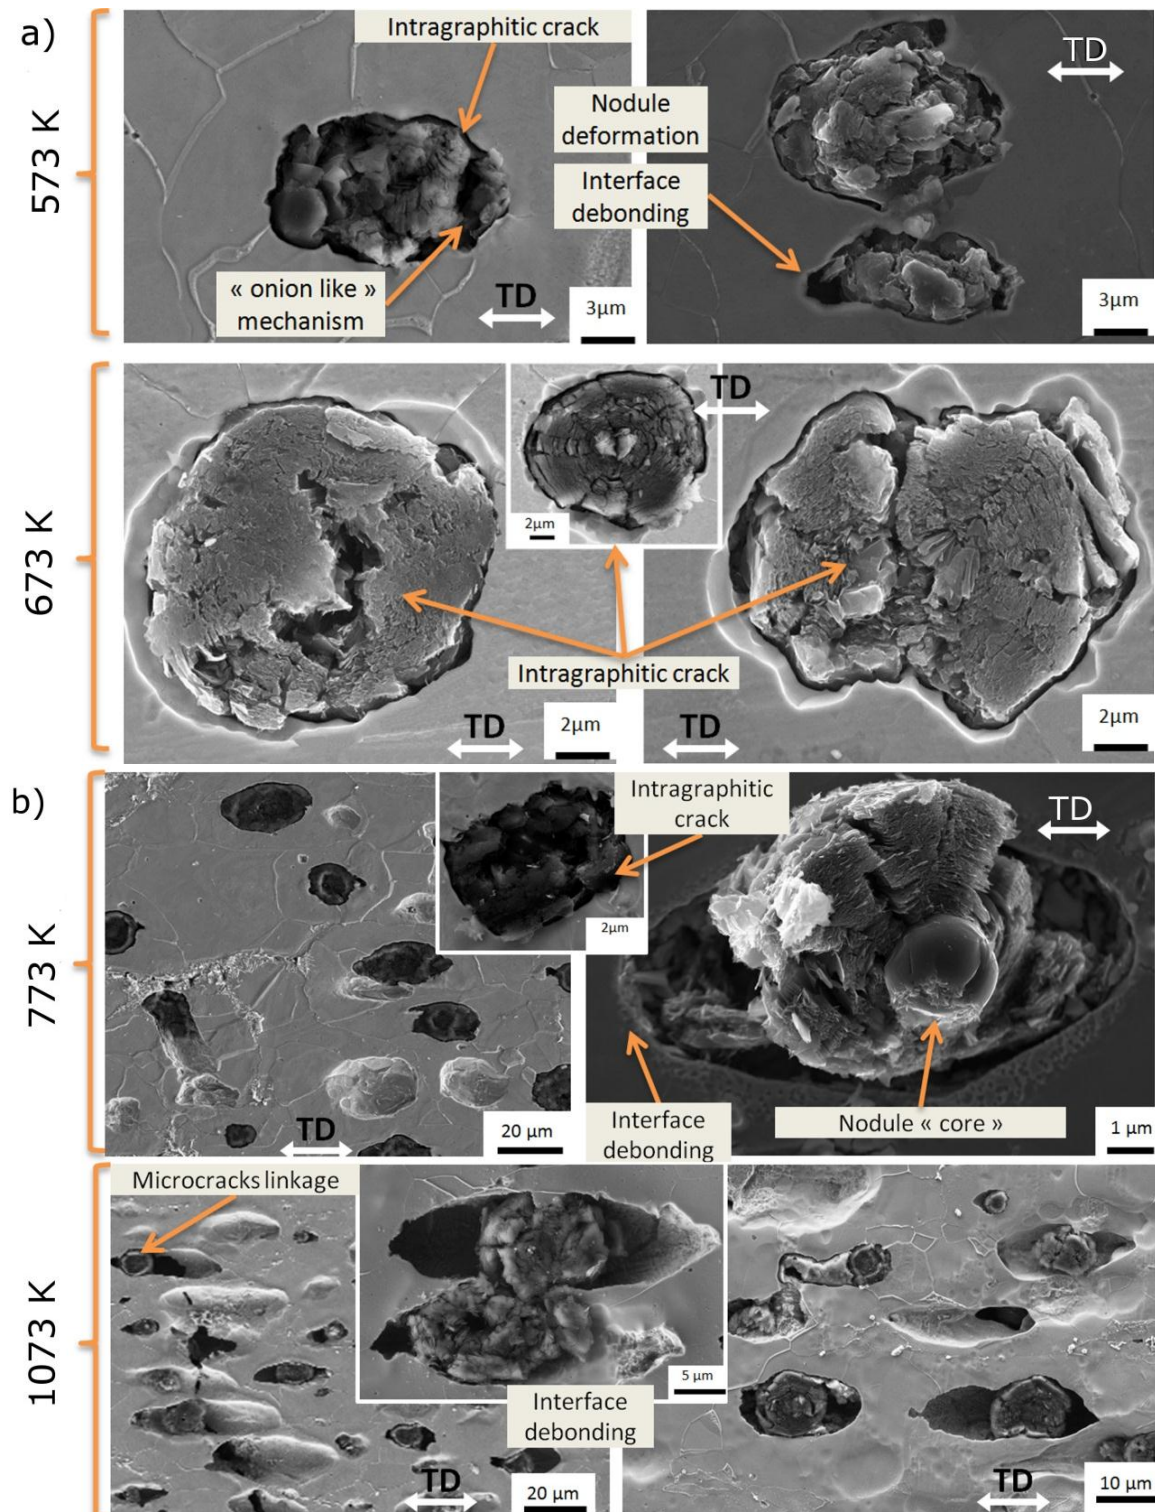 a)
573 K
Intragraphitic crack
« onion like »
mechanism
TD
3µm
Nodule
deformation
Interface
debonding
TD
3µm
673 K
TD
2µm
Intragraphitic crack
TD
2µm
TD
2µm
b)
773 K
Intragraphitic
crack
2µm
TD
20 µm
TD
Interface
debonding
Nodule « core »
1 µm
1073 K
Microcracks linkage
5 µm
Interface
debonding
TD
20 µm
TD
10 µm